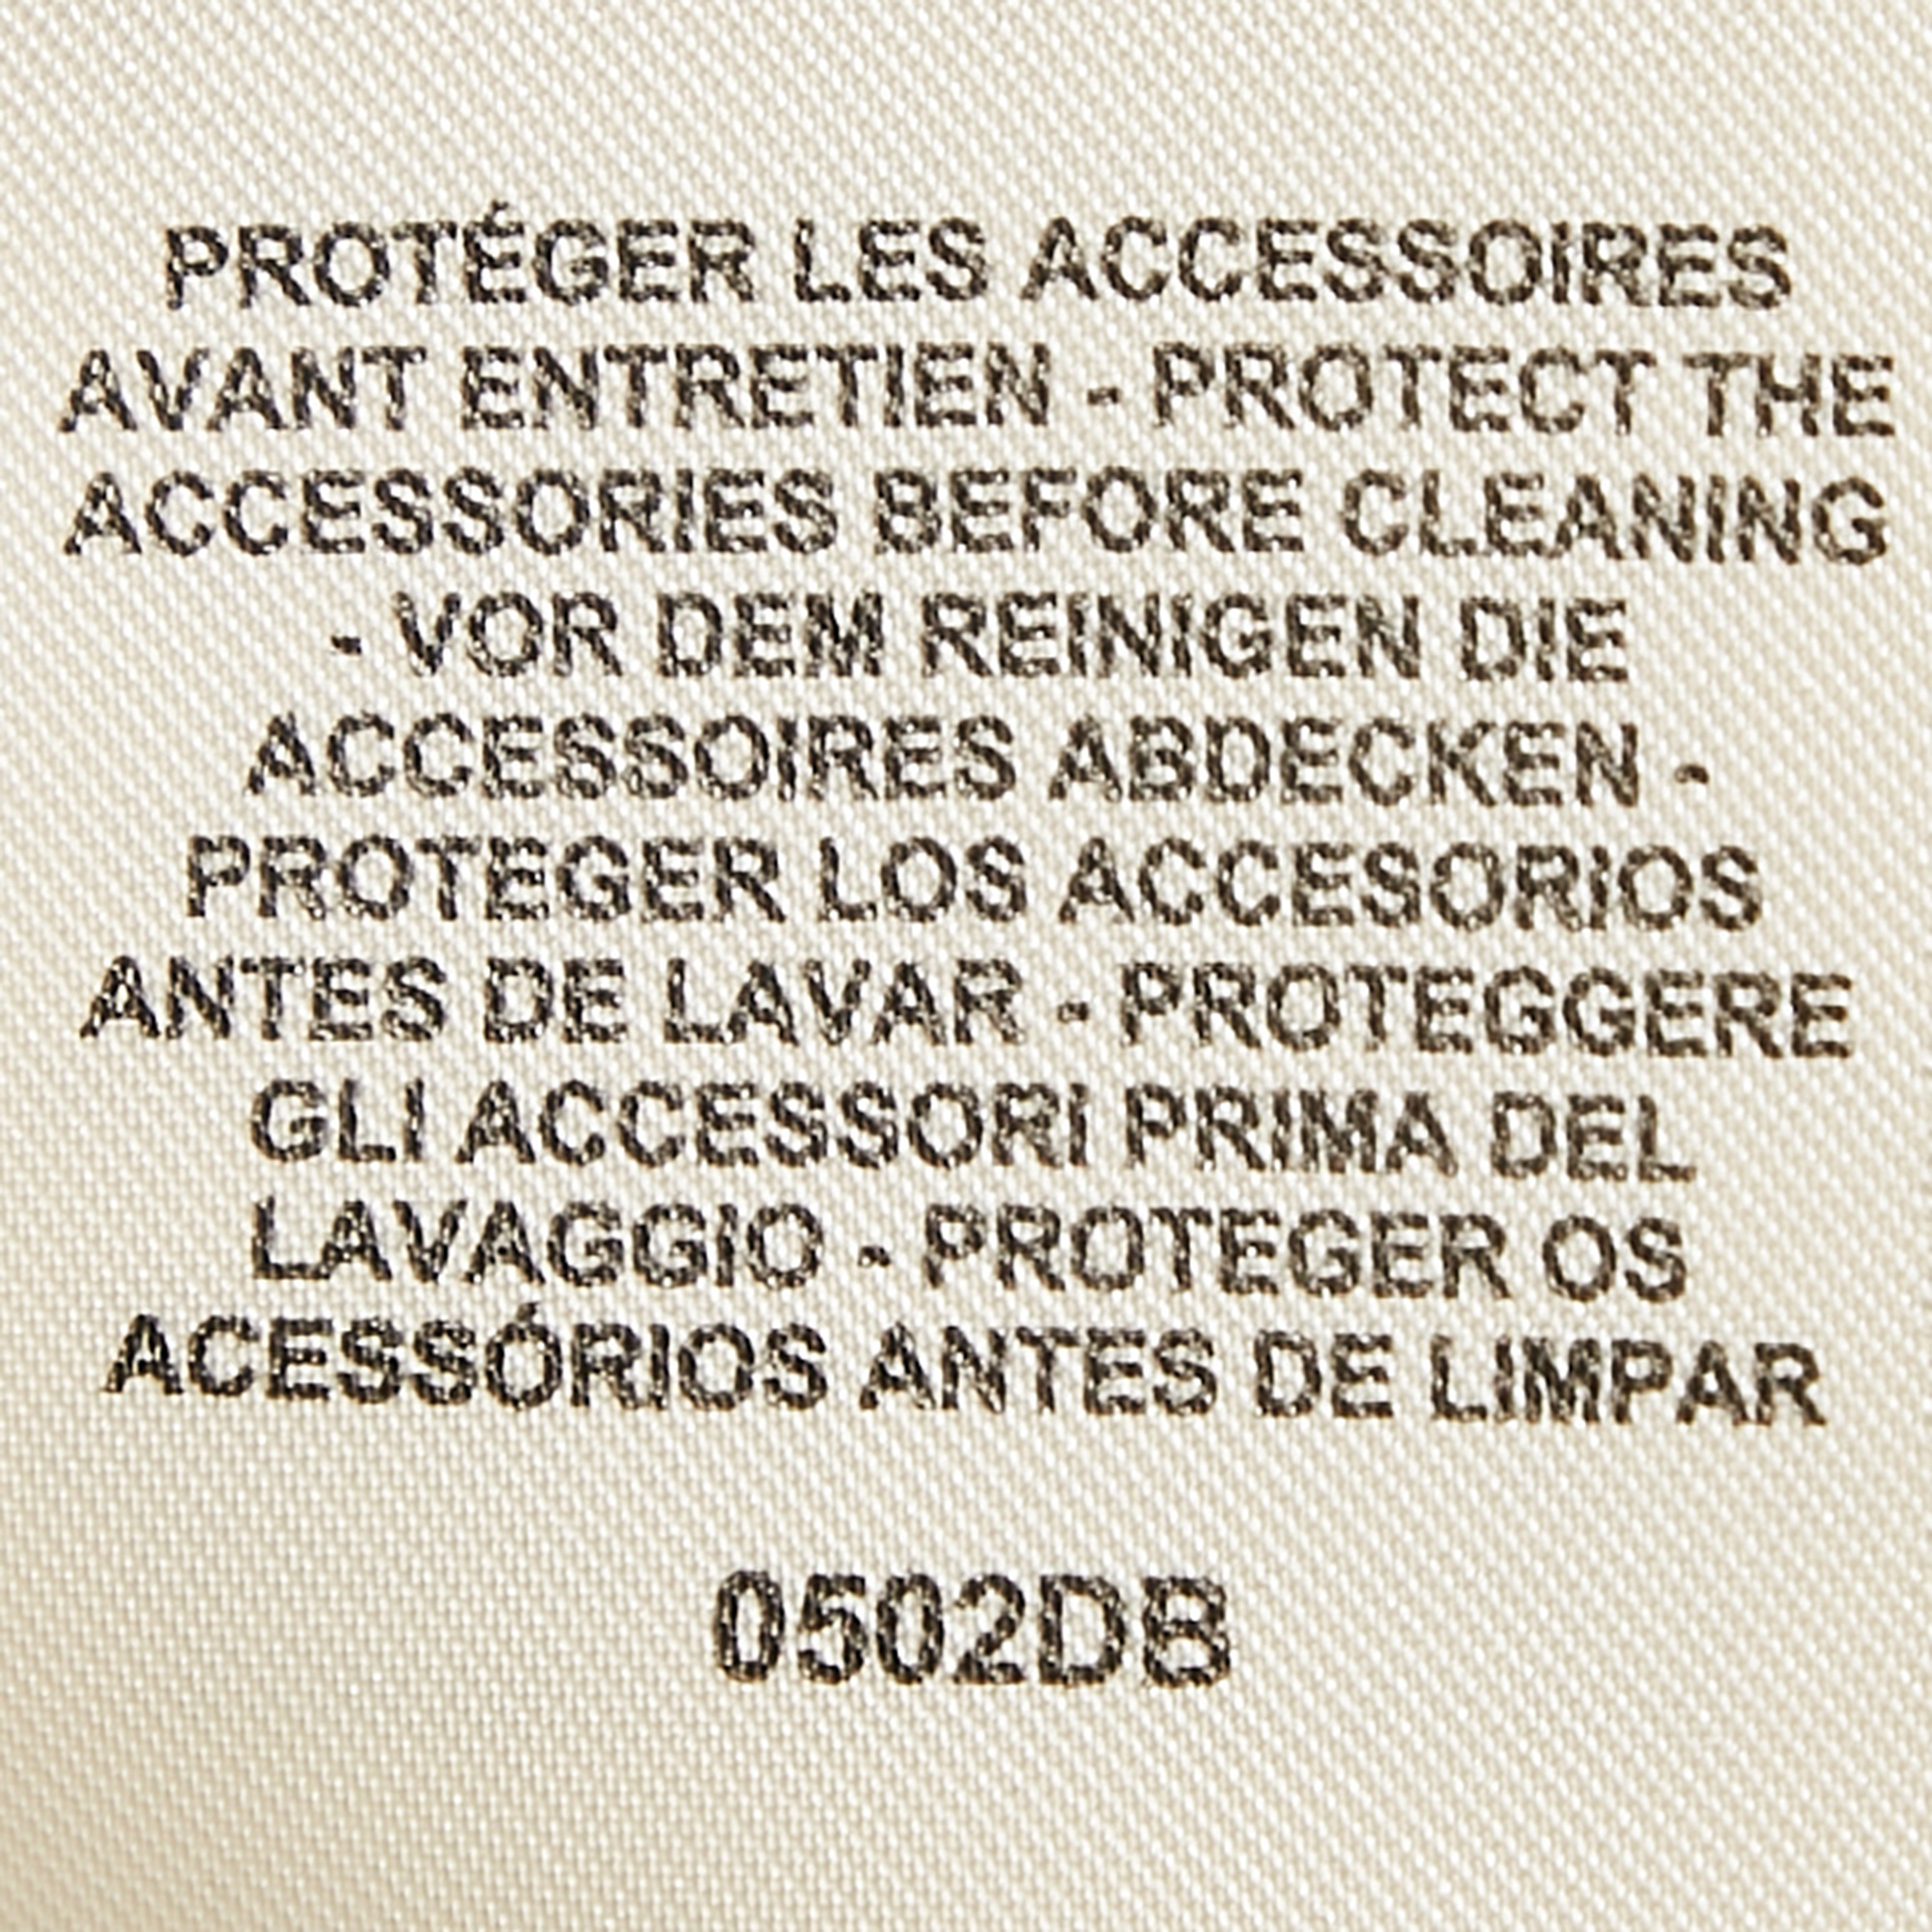 PROTÉGER LES ACCESSOIRES
AVANT ENTRETIEN - PROTECT THE
ACCESSORIES BEFORE CLEANING
- VOR DEM REINIGEN DIE
ACCESSOIRES ABDECKEN -
PROTEGER LOS ACCESORIOS
ANTES DE LAVAR - PROTEGGERE
GLI ACCESSORI PRIMA DEL
LAVAGGIO - PROTEGER OS
ACESSÓRIOS ANTES DE LIMPAR
0502DB